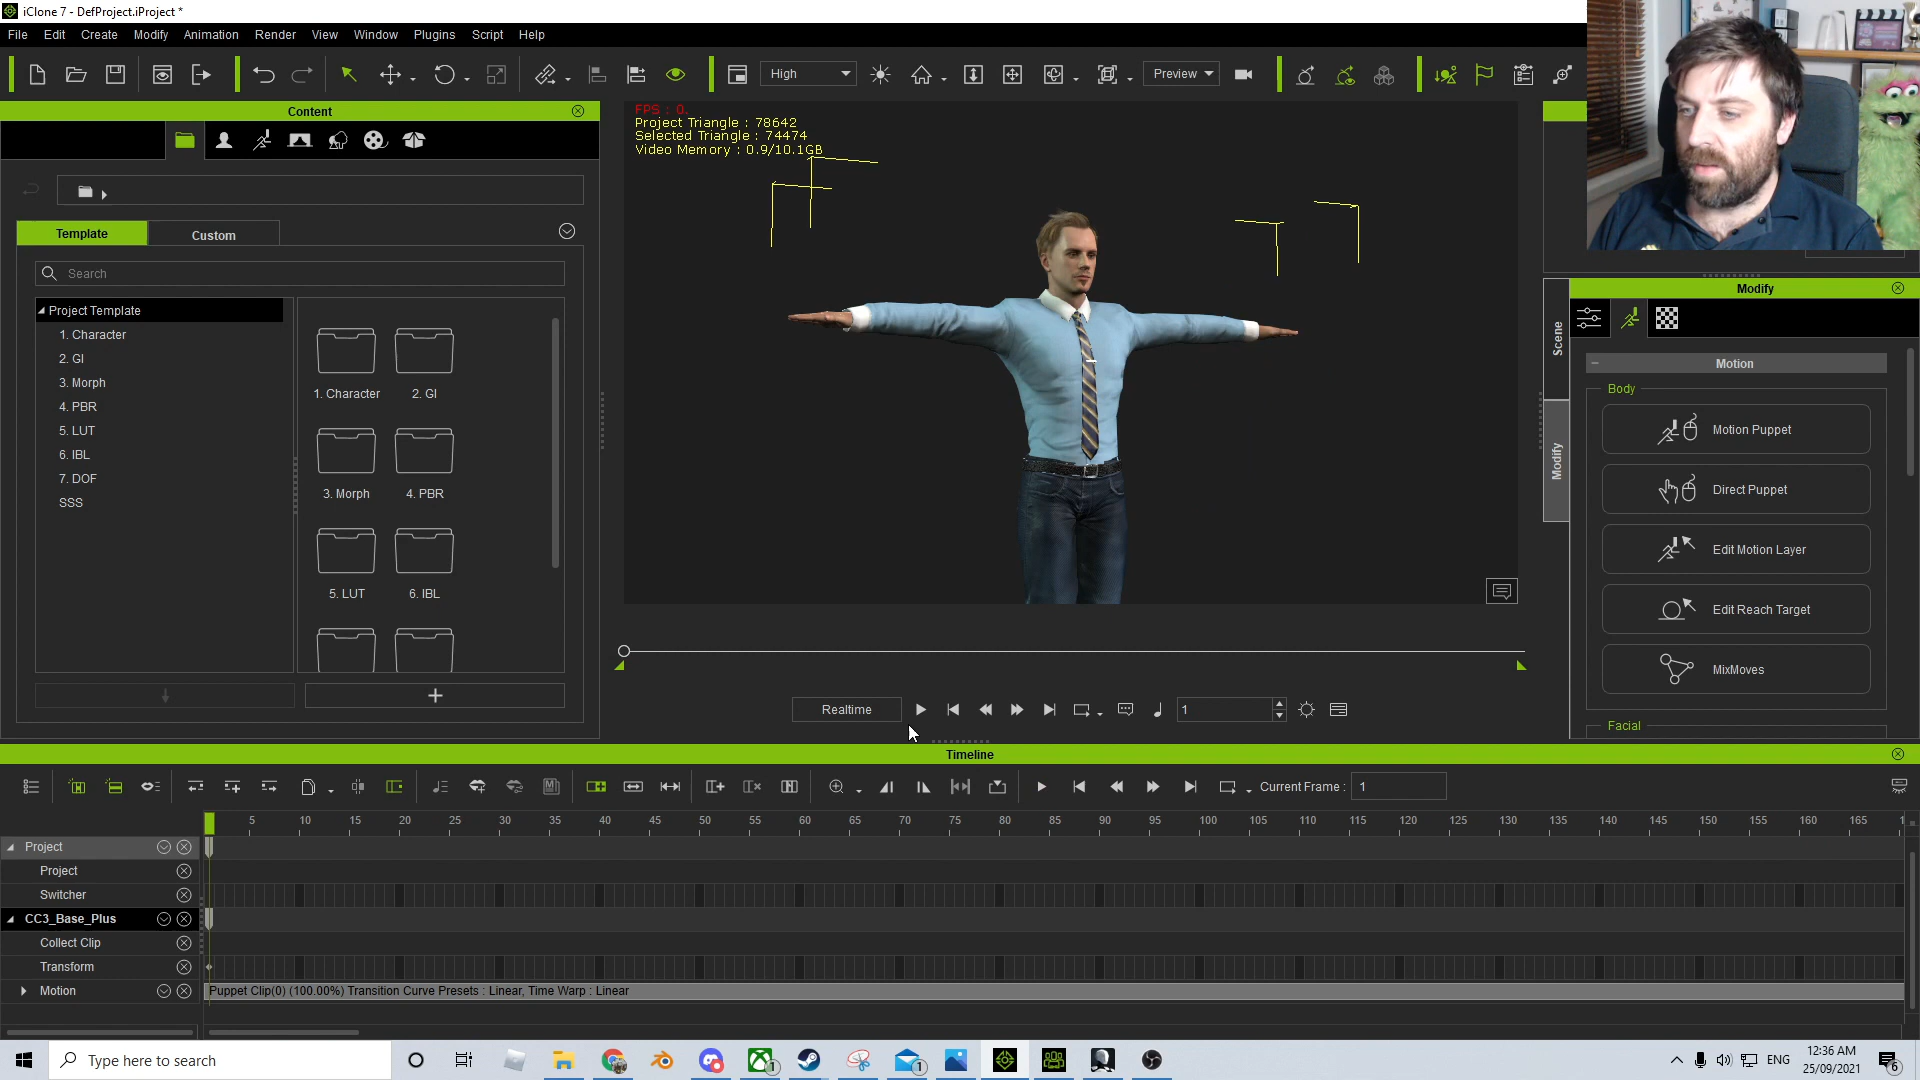 iClone 7 - DefProject.iProject *
File Edit Create Modify Animation Render View Window Plugins Script Help
High
Preview
Content
Template
Custom
Search
Project Template
1. Character
2. GI
3. Morph
4. PBR
5. LUT
6. IBL
7. DOF
SSS
1. Character 2. GI
3. Morph 4. PBR
5. LUT 6. IBL
FPS : 0.
Project Triangle : 78642
Selected Triangle : 74474
Video Memory : 0.9/10.1GB
Realtime
1
Scene
Modify
Modify
Motion
Body
Motion Puppet
Direct Puppet
Edit Motion Layer
Edit Reach Target
MixMoves
Facial
Timeline
Current Frame : 1
5 10 15 20 25 30 35 40 45 50 55 60 65 70 75 80 85 90 95 100 105 110 115 120 125 130 135 140 145 150 155 160 165 1
Project
Project
Switcher
CC3_Base_Plus
Collect Clip
Transform
Motion
Puppet Clip(0) (100.00%) Transition Curve Presets : Linear, Time Warp : Linear
Type here to search
1
1
ENG
12:36 AM
25/09/2021
6